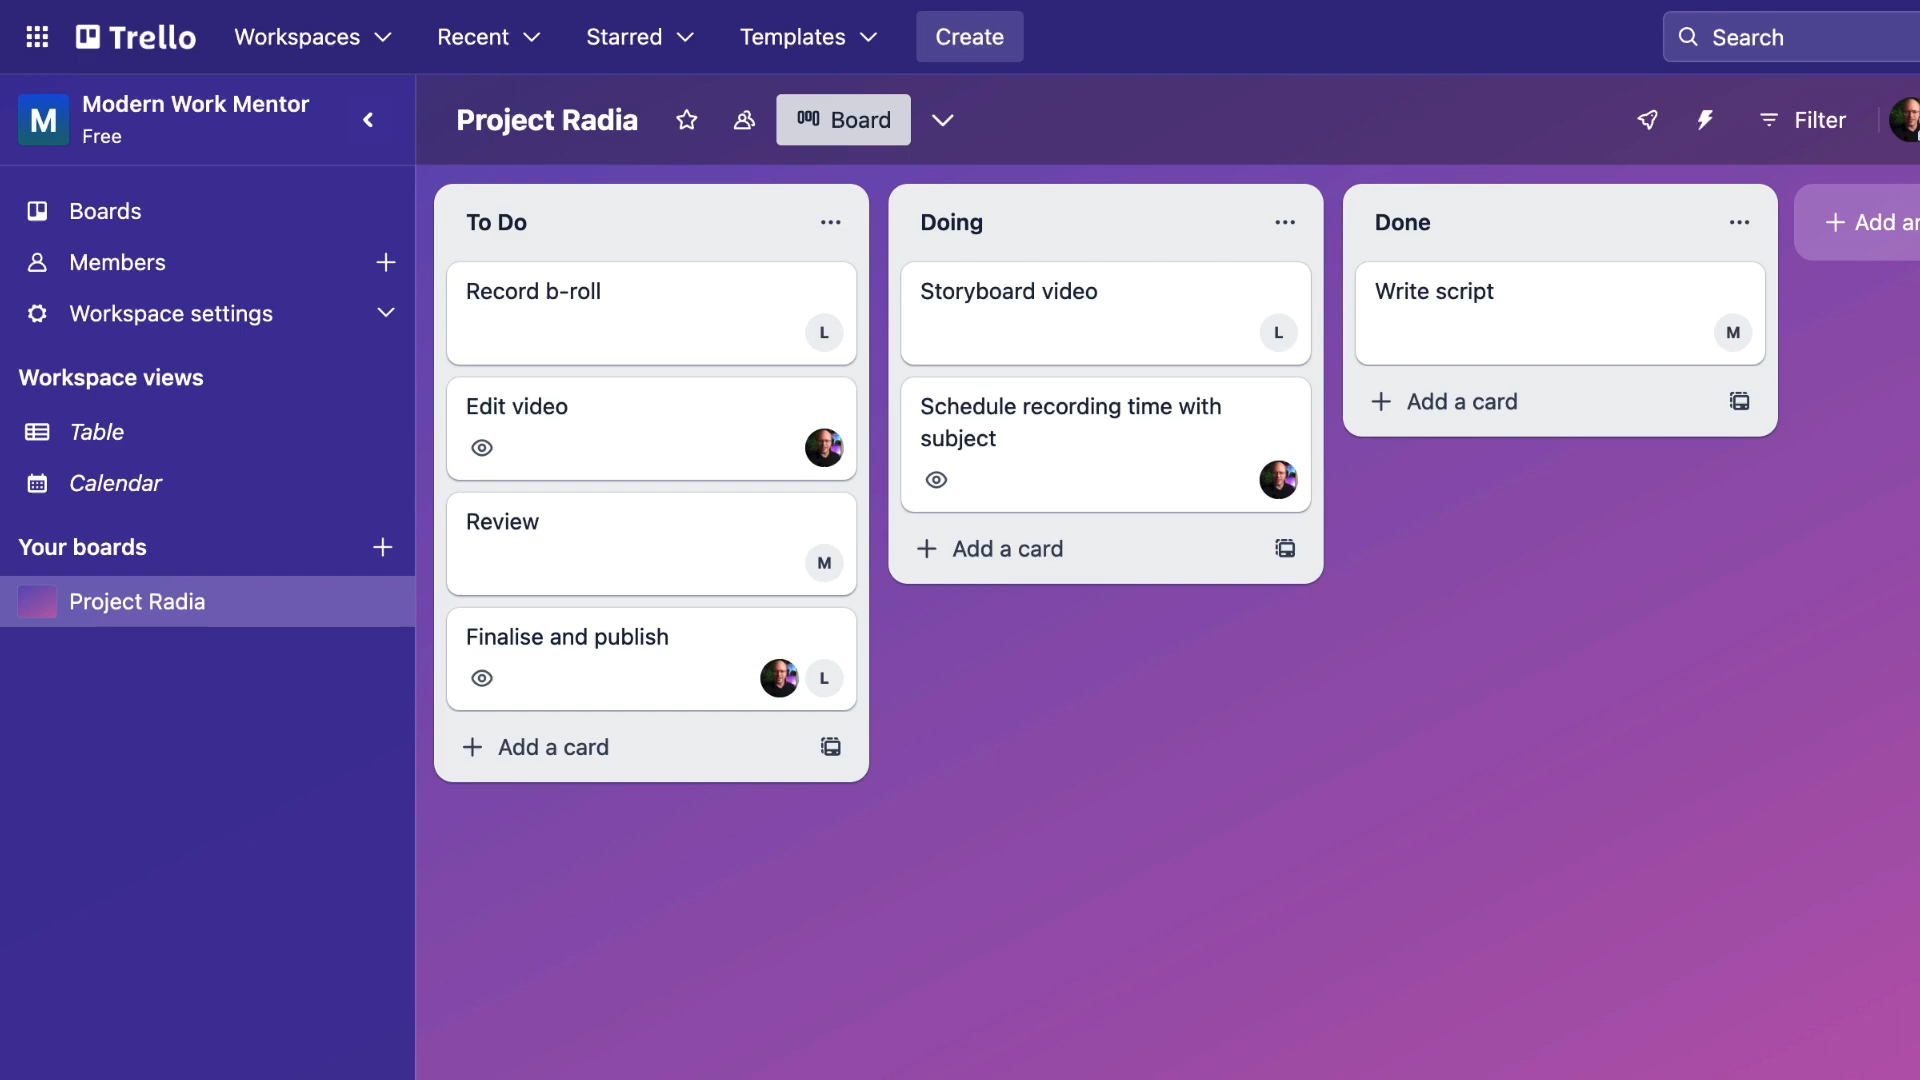 Trello
Workspaces
Recent
Starred
Templates
Create
Search
M
Modern Work Mentor
Free
Project Radia
Board
Filter
Boards
Members
Workspace settings
Workspace views
Table
Calendar
Your boards
Project Radia
To Do
Record b-roll
L
Edit video
Review
M
Finalise and publish
L
Add a card
Doing
Storyboard video
L
Schedule recording time with
subject
Add a card
Done
Write script
M
Add a card
Add